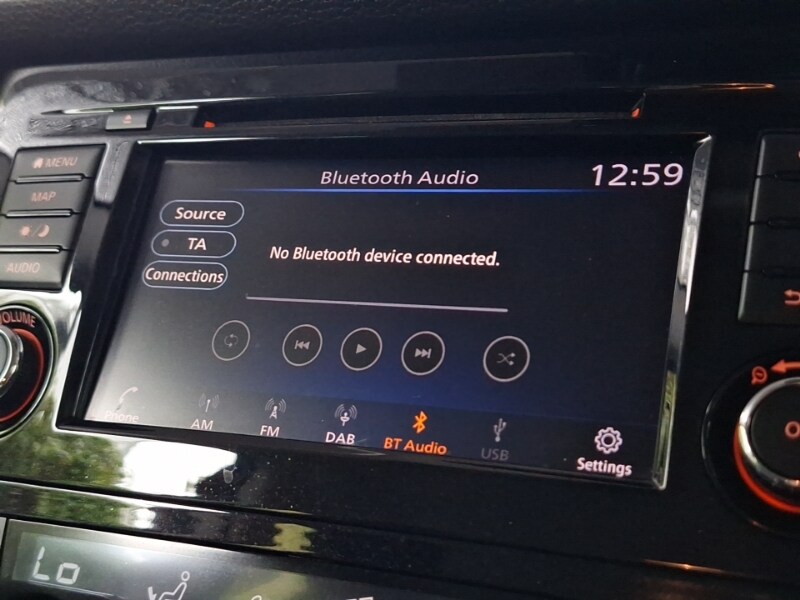 Bluetooth Audio
12:59
MENU
MAP
AUDIO
VOLUME
Source
TA
Connections
No Bluetooth device connected.
Phone
AM
FM
DAB
BT Audio
USB
Settings
Lo